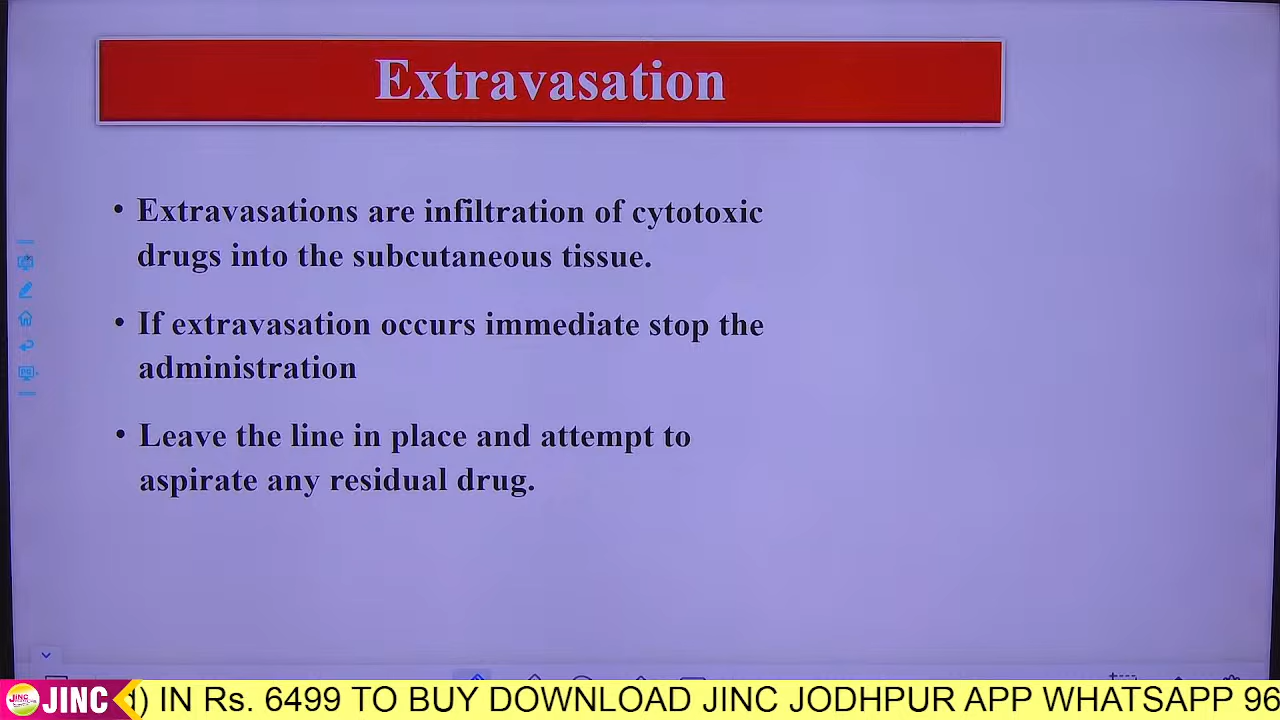 Extravasation
• Extravasations are infiltration of cytotoxic
drugs into the subcutaneous tissue.
• If extravasation occurs immediate stop the
administration
• Leave the line in place and attempt to
aspirate any residual drug.
JINC d) IN Rs. 6499 TO BUY DOWNLOAD JINC JODHPUR APP WHATSAPP 96